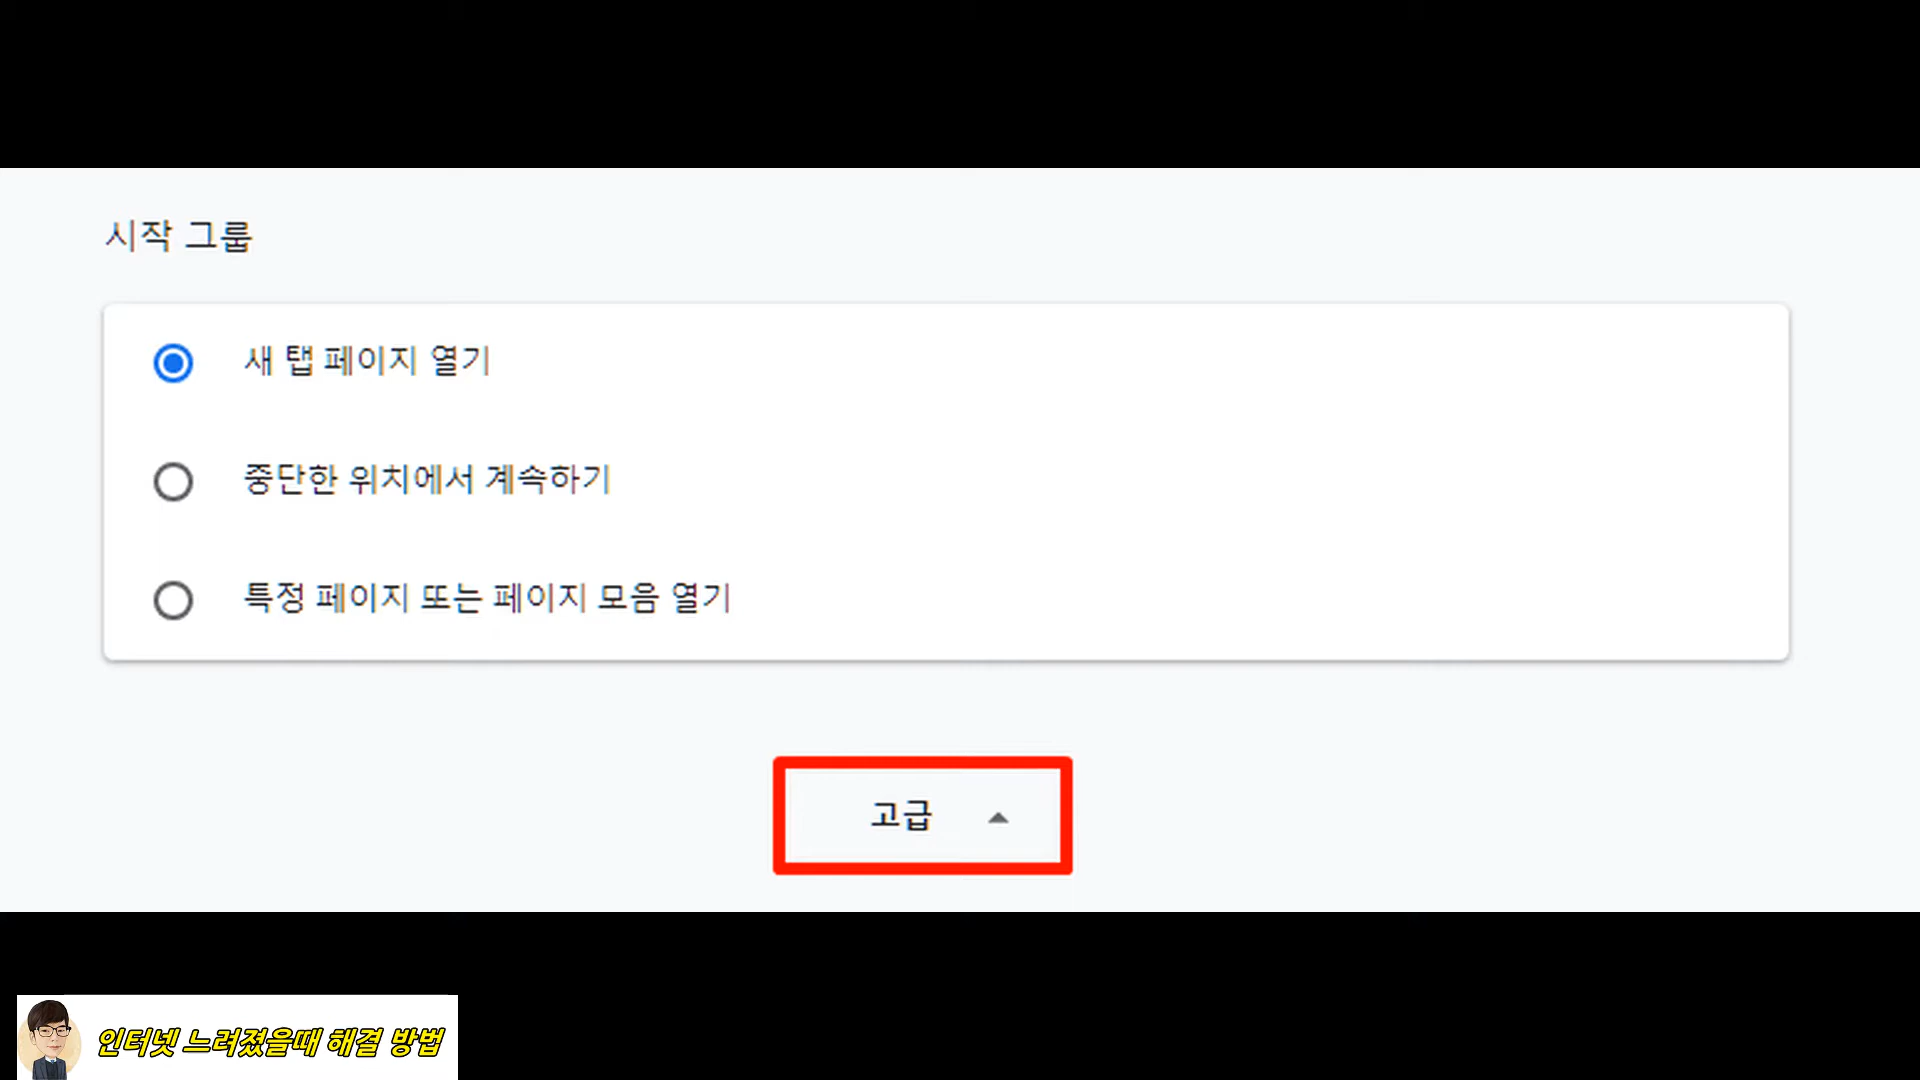 시작 그룹
새 탭 페이지 열기
중단한 위치에서 계속하기
특정 페이지 또는 페이지 모음 열기
고급
인터넷 느려졌을때 해결 방법